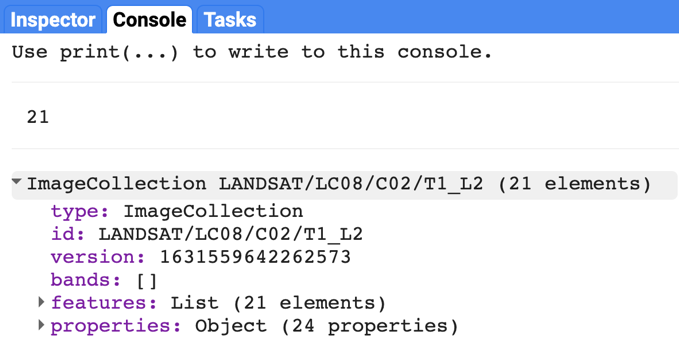 Inspector Console Tasks
Use print(...) to write to this console.
21
ImageCollection LANDSAT/LC08/C02/T1_L2 (21 elements)
type: ImageCollection
id: LANDSAT/LC08/C02/T1_L2
version: 1631559642262573
bands: []
features: List (21 elements)
properties: Object (24 properties)